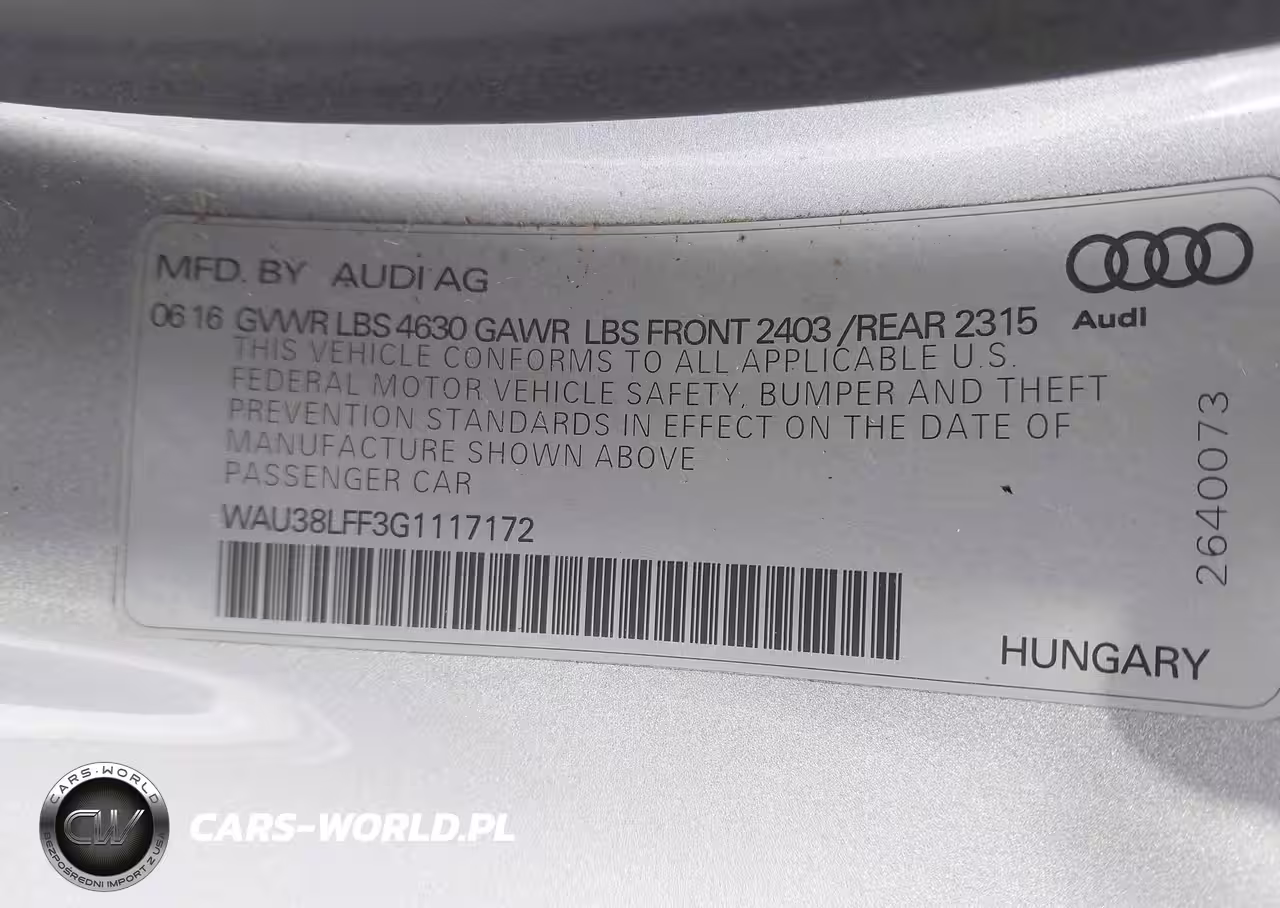 MFD. BY AUDI AG
Audi
06 16 GVWR LBS 4630 GAWR LBS FRONT 2403 /REAR 2315
THIS VEHICLE CONFORMS TO ALL APPLICABLE U.S.
FEDERAL MOTOR VEHICLE SAFETY, BUMPER AND THEFT
PREVENTION STANDARDS IN EFFECT ON THE DATE OF
MANUFACTURE SHOWN ABOVE
PASSENGER CAR
WAU38LFF3G1117172
2640073
HUNGARY
CARS-WORLD
CW
BEZPOŚREDNI IMPORT Z USA
CARS-WORLD.PL